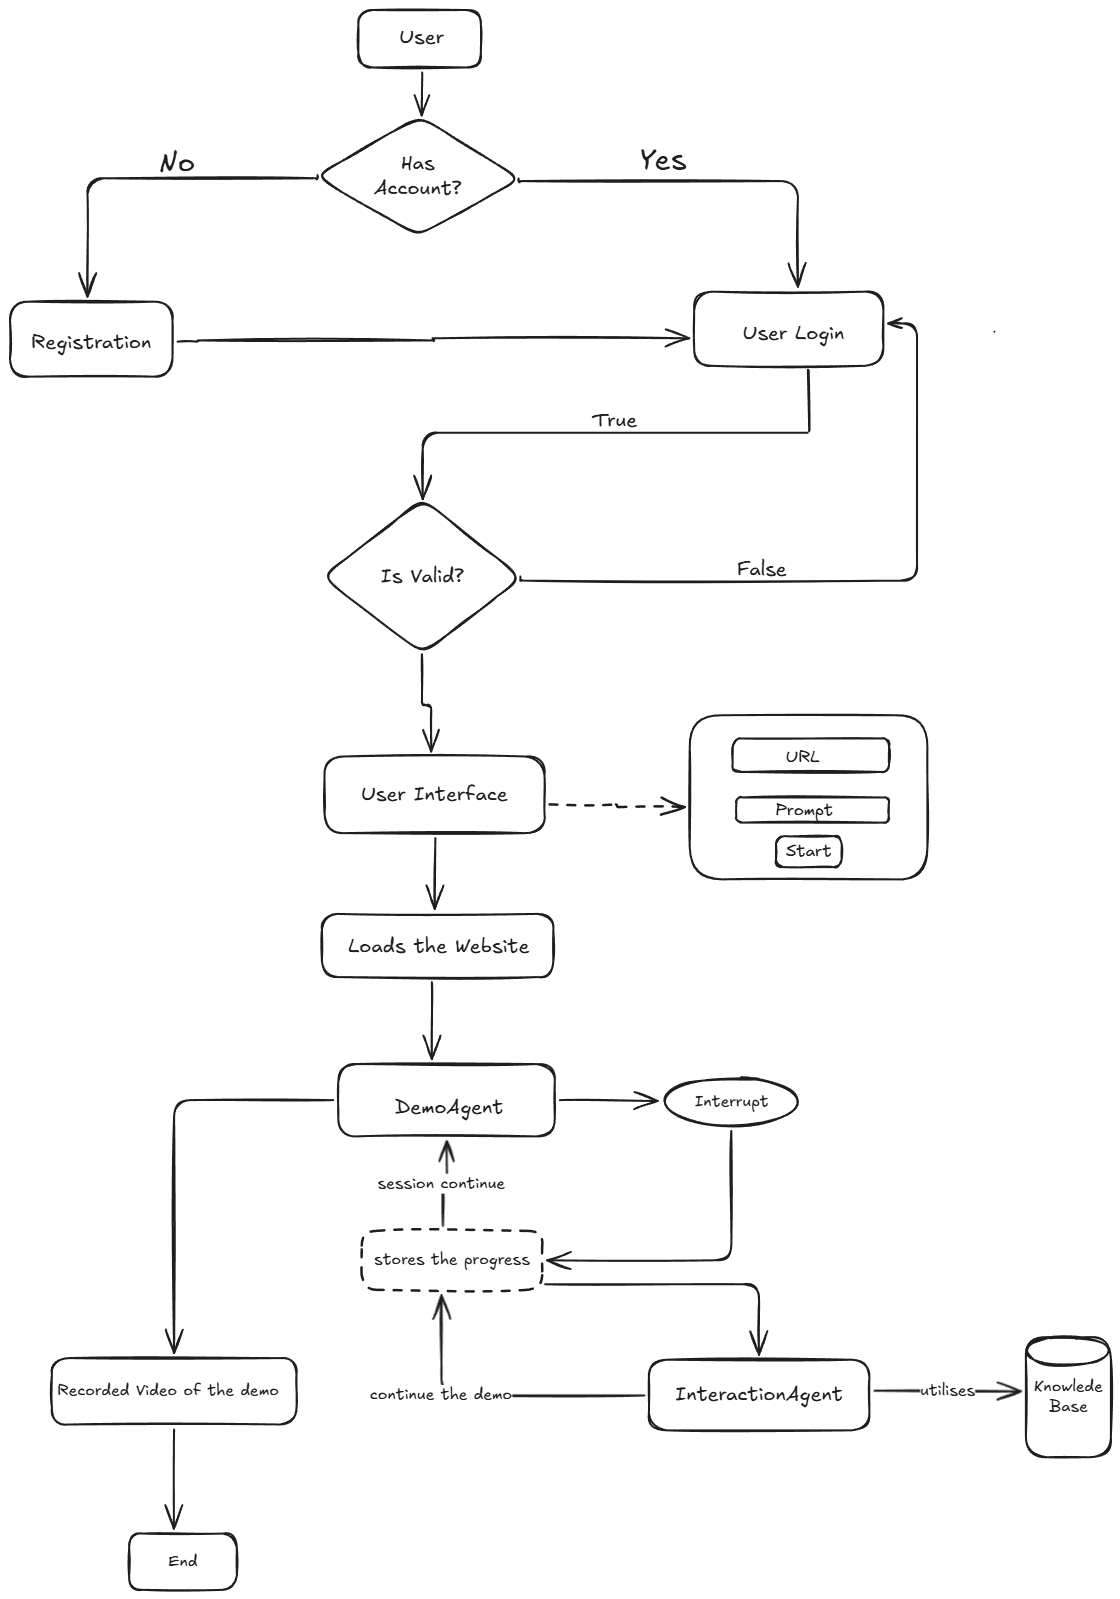 User
Has
Account?
No
Yes
Registration
User Login
True
Is Valid?
False
User Interface
URL
Prompt
Start
Loads the Website
DemoAgent
Interrupt
session continue
stores the progress
Recorded Video of the demo
continue the demo
InteractionAgent
utilises
Knowlede
Base
End